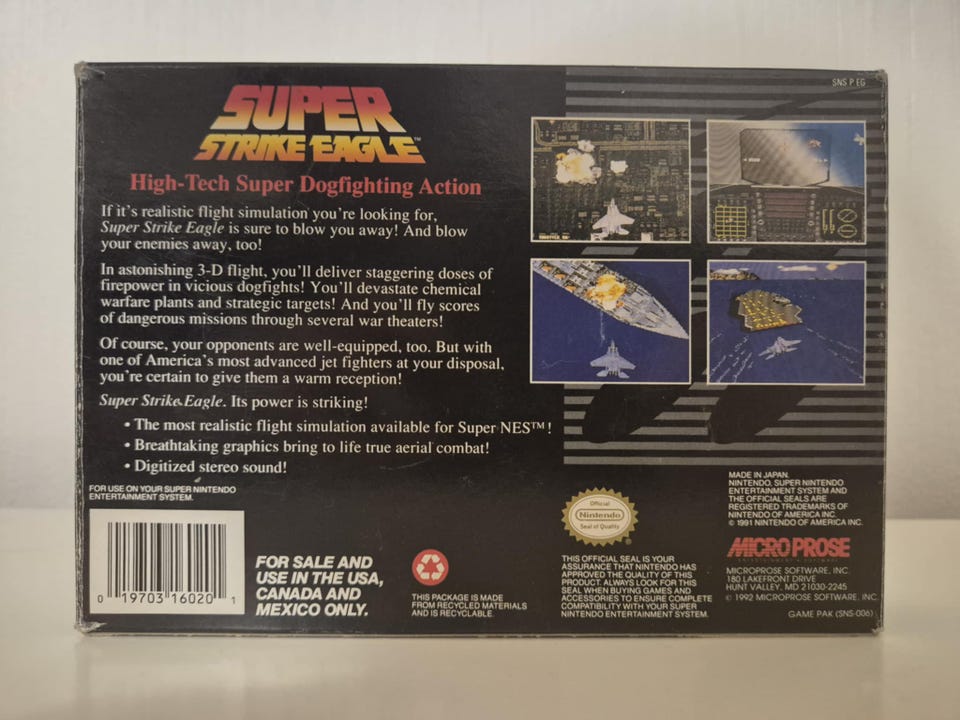 SNS P EG
SUPER
STRIKE EAGLE™
High-Tech Super Dogfighting Action
If it's realistic flight simulation you're looking for,
Super Strike Eagle is sure to blow you away! And blow
your enemies away, too!
In astonishing 3-D flight, you'll deliver staggering doses of
firepower in vicious dogfights! You'll devastate chemical
warfare plants and strategic targets! And you'll fly scores
of dangerous missions through several war theaters!
Of course, your opponents are well-equipped, too. But with
one of America's most advanced jet fighters at your disposal,
you're certain to give them a warm reception!
Super Strike Eagle. Its power is striking!
• The most realistic flight simulation available for Super NES™!
• Breathtaking graphics bring to life true aerial combat!
• Digitized stereo sound!
FOR USE ON YOUR SUPER NINTENDO
ENTERTAINMENT SYSTEM.
0 19703 16020 1
FOR SALE AND
USE IN THE USA,
CANADA AND
MEXICO ONLY.
THIS PACKAGE IS MADE
FROM RECYCLED MATERIALS
AND IS RECYCLABLE.
Official
Nintendo
Seal of Quality
THIS OFFICIAL SEAL IS YOUR
ASSURANCE THAT NINTENDO HAS
APPROVED THE QUALITY OF THIS
PRODUCT. ALWAYS LOOK FOR THIS
SEAL WHEN BUYING GAMES AND
ACCESSORIES TO ENSURE COMPLETE
COMPATIBILITY WITH YOUR SUPER
NINTENDO ENTERTAINMENT SYSTEM.
MADE IN JAPAN.
NINTENDO, SUPER NINTENDO
ENTERTAINMENT SYSTEM AND
THE OFFICIAL SEALS ARE
REGISTERED TRADEMARKS OF
NINTENDO OF AMERICA INC.
© 1991 NINTENDO OF AMERICA INC.
MICROPROSE
ENTERTAINMENT SOFTWARE
MICROPROSE SOFTWARE, INC.
180 LAKEFRONT DRIVE
HUNT VALLEY, MD 21030-2245
© 1992 MICROPROSE SOFTWARE, INC.
GAME PAK (SNS-006)